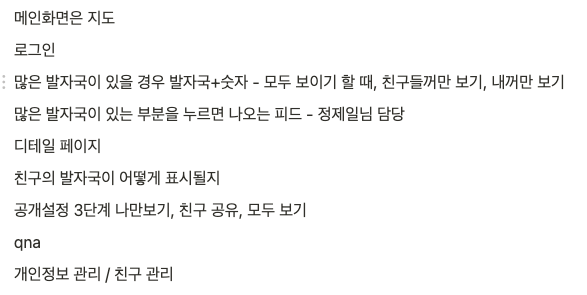 메인화면은 지도
로그인
많은 발자국이 있을 경우 발자국+숫자 - 모두 보이기 할 때, 친구들꺼만 보기, 내꺼만 보기
많은 발자국이 있는 부분을 누르면 나오는 피드 - 정제일님 담당
디테일 페이지
친구의 발자국이 어떻게 표시될지
공개설정 3단계 나만보기, 친구 공유, 모두 보기
qna
개인정보 관리 / 친구 관리